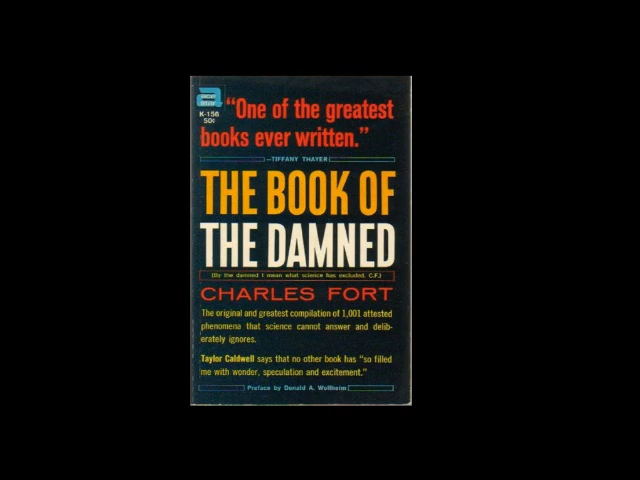 ace
star
K-156
50¢
"One of the greatest
books ever written."
—TIFFANY THAYER
THE BOOK OF
THE DAMNED
(By the damned I mean what science has excluded. C.F.)
CHARLES FORT
The original and greatest compilation of 1,001 attested
phenomena that science cannot answer and delib-
erately ignores.
Taylor Caldwell says that no other book has "so filled
me with wonder, speculation and excitement."
Preface by Donald A. Wollheim